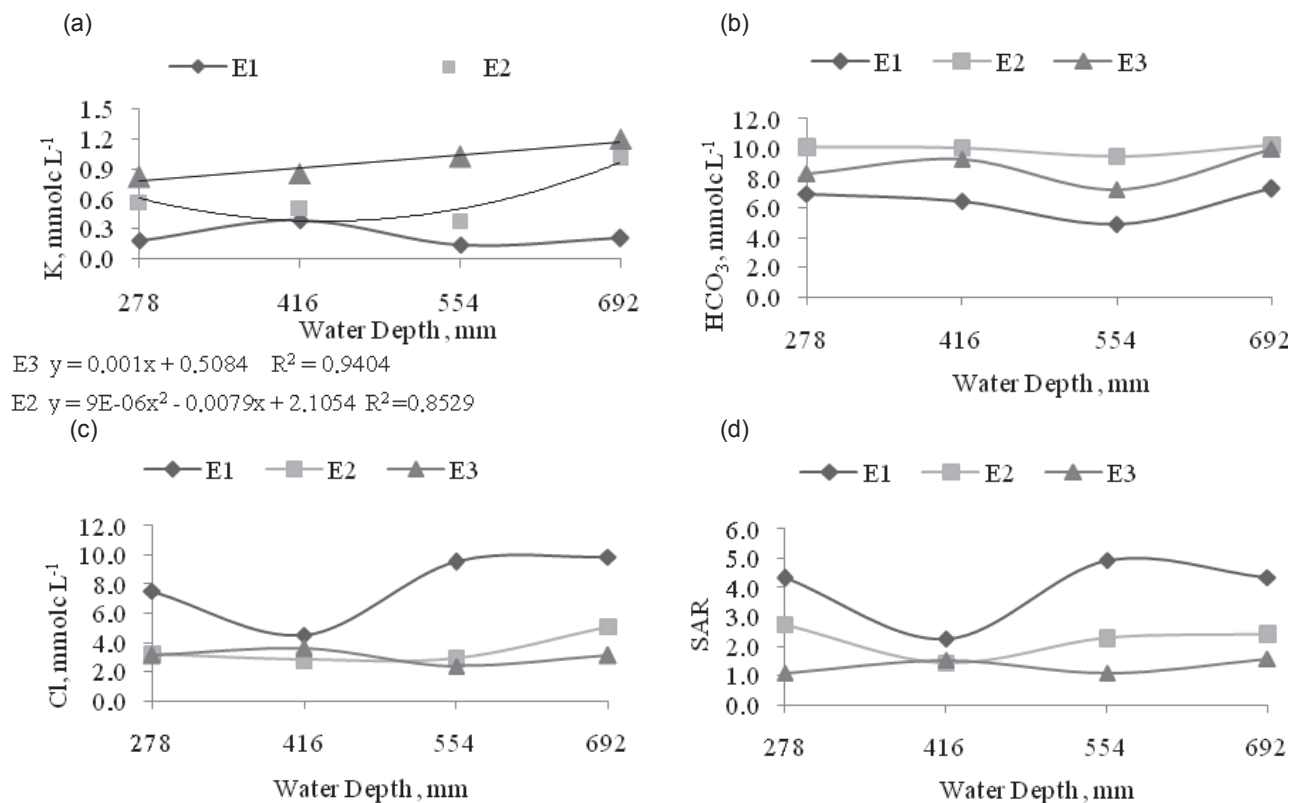 (a)
E1 E2
1.5
1.2
0.9
0.6
0.3
0.0
K, mmolc L-1
278 416 554 692
Water Depth, mm
E3 y = 0.001x + 0.5084 R² = 0.9404
E2 y = 9E-06x² - 0.0079x + 2.1054 R²=0.8529
(b)
E1 E2 E3
12.0
10.0
8.0
6.0
4.0
2.0
0.0
HCO3, mmolc L-1
278 416 554 692
Water Depth, mm
(c)
E1 E2 E3
12.0
10.0
8.0
6.0
4.0
2.0
0.0
Cl, mmolc L-1
278 416 554 692
Water Depth, mm
(d)
E1 E2 E3
6.0
5.0
4.0
3.0
2.0
1.0
0.0
SAR
278 416 554 692
Water Depth, mm